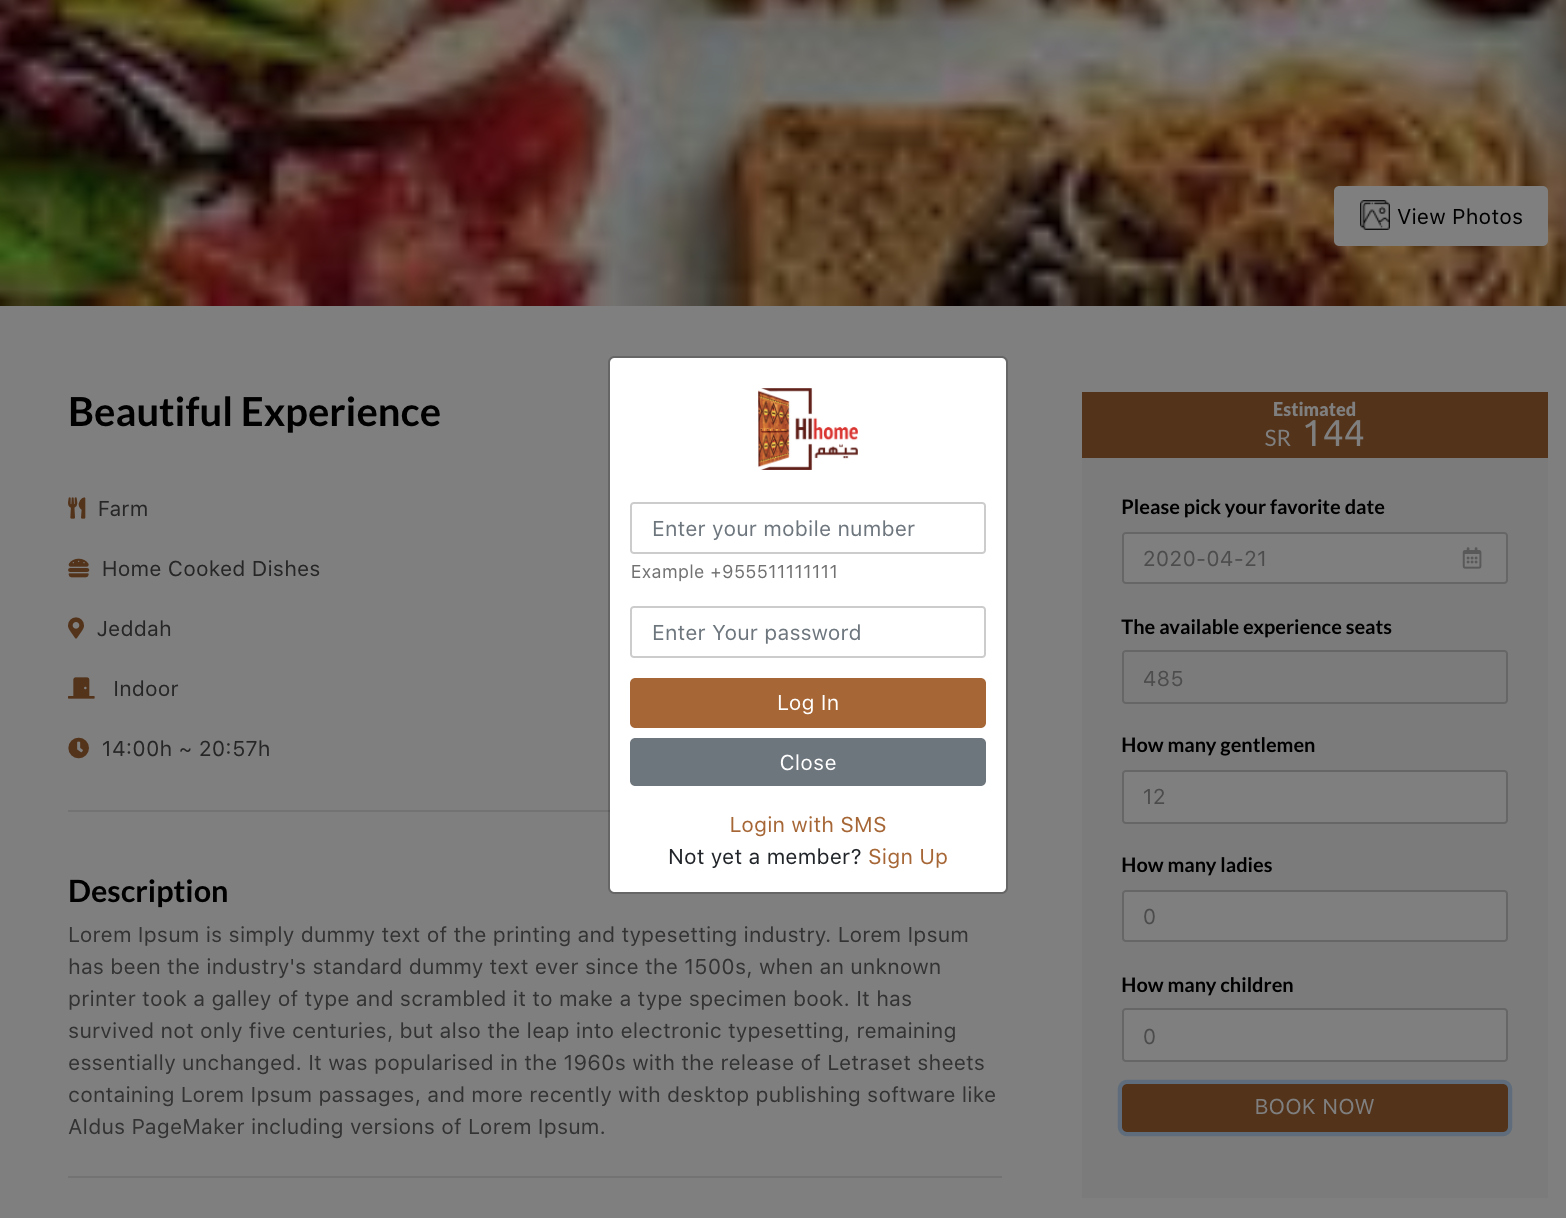 View Photos
Beautiful Experience
Farm
Home Cooked Dishes
Jeddah
Indoor
14:00h ~ 20:57h
Description
Lorem Ipsum is simply dummy text of the printing and typesetting industry. Lorem Ipsum
has been the industry's standard dummy text ever since the 1500s, when an unknown
printer took a galley of type and scrambled it to make a type specimen book. It has
survived not only five centuries, but also the leap into electronic typesetting, remaining
essentially unchanged. It was popularised in the 1960s with the release of Letraset sheets
containing Lorem Ipsum passages, and more recently with desktop publishing software like
Aldus PageMaker including versions of Lorem Ipsum.
HIhome
حيّهم
Enter your mobile number
Example +955511111111
Enter Your password
Log In
Close
Login with SMS
Not yet a member? Sign Up
Estimated
SR 144
Please pick your favorite date
2020-04-21
The available experience seats
485
How many gentlemen
12
How many ladies
0
How many children
0
BOOK NOW